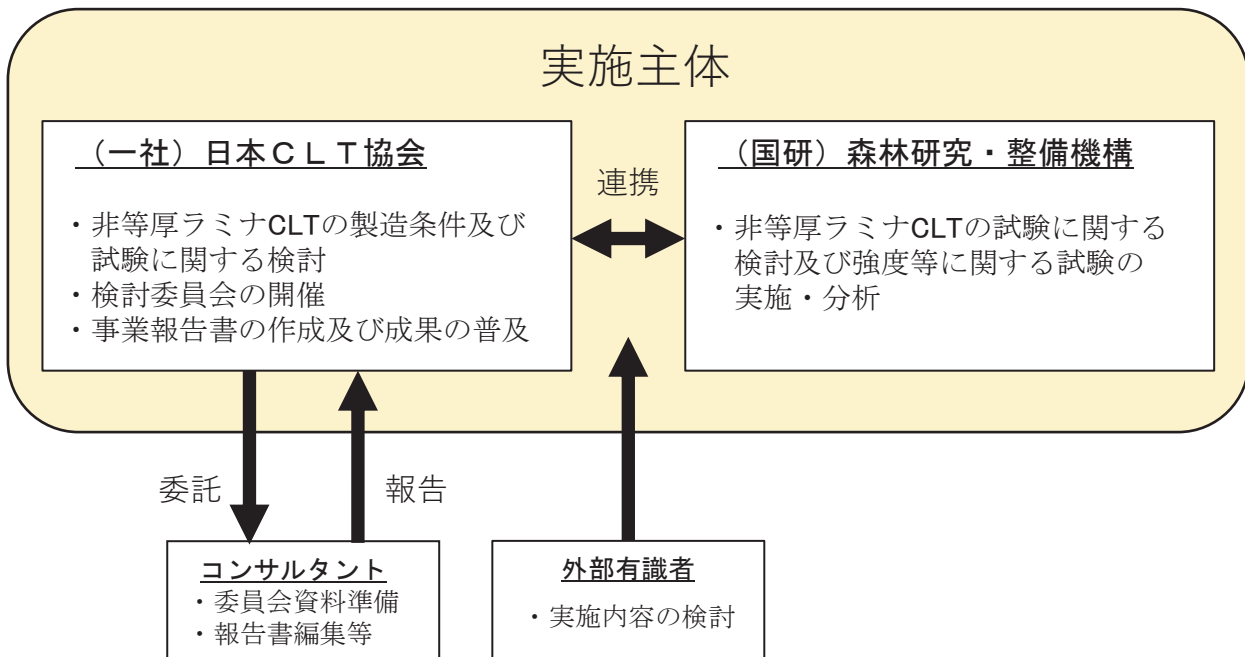 実施主体
（一社）日本ＣＬＴ協会
・非等厚ラミナCLTの製造条件及び
試験に関する検討
・検討委員会の開催
・事業報告書の作成及び成果の普及
連携
（国研）森林研究・整備機構
・非等厚ラミナCLTの試験に関する
検討及び強度等に関する試験の
実施・分析
委託
報告
コンサルタント
・委員会資料準備
・報告書編集等
外部有識者
・実施内容の検討